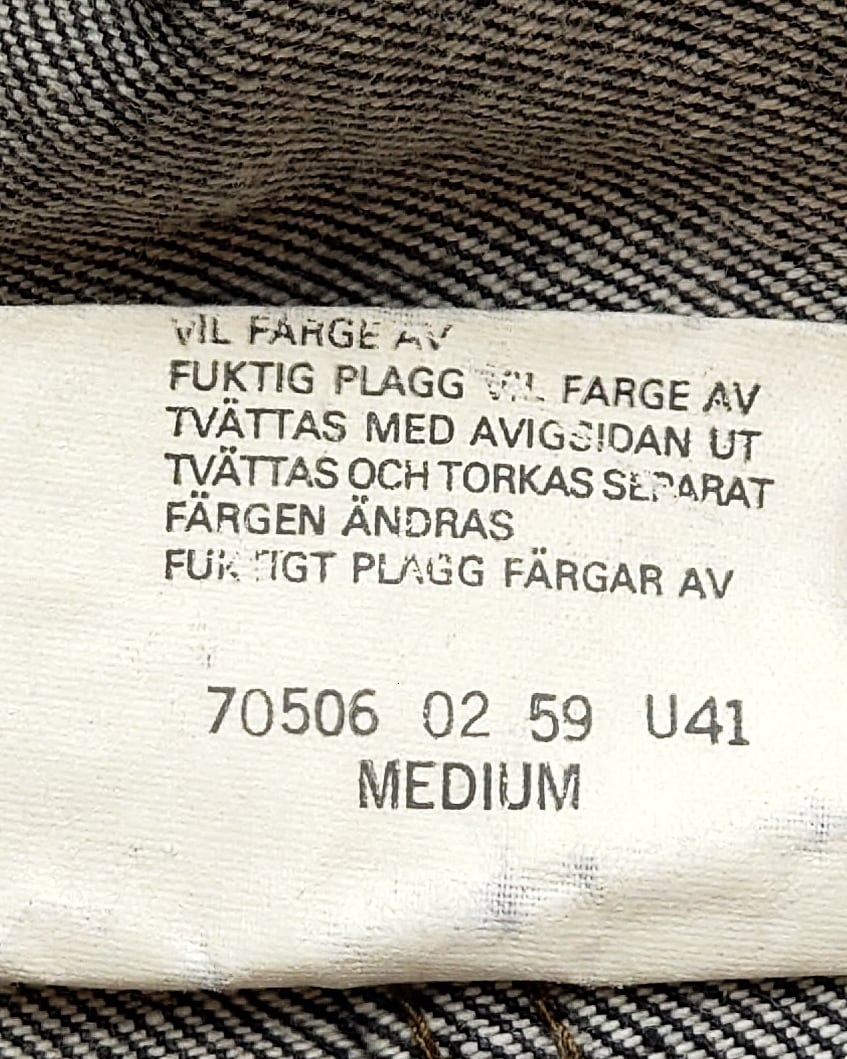 VIL FARGE AV
FUKTIG PLAGG VIL FARGE AV
TVÄTTAS MED AVIGSIDAN UT
TVÄTTAS OCH TORKAS SEPARAT
FÄRGEN ÄNDRAS
FUKTIGT PLAGG FÄRGAR AV
70506 02 59 U41
MEDIUM